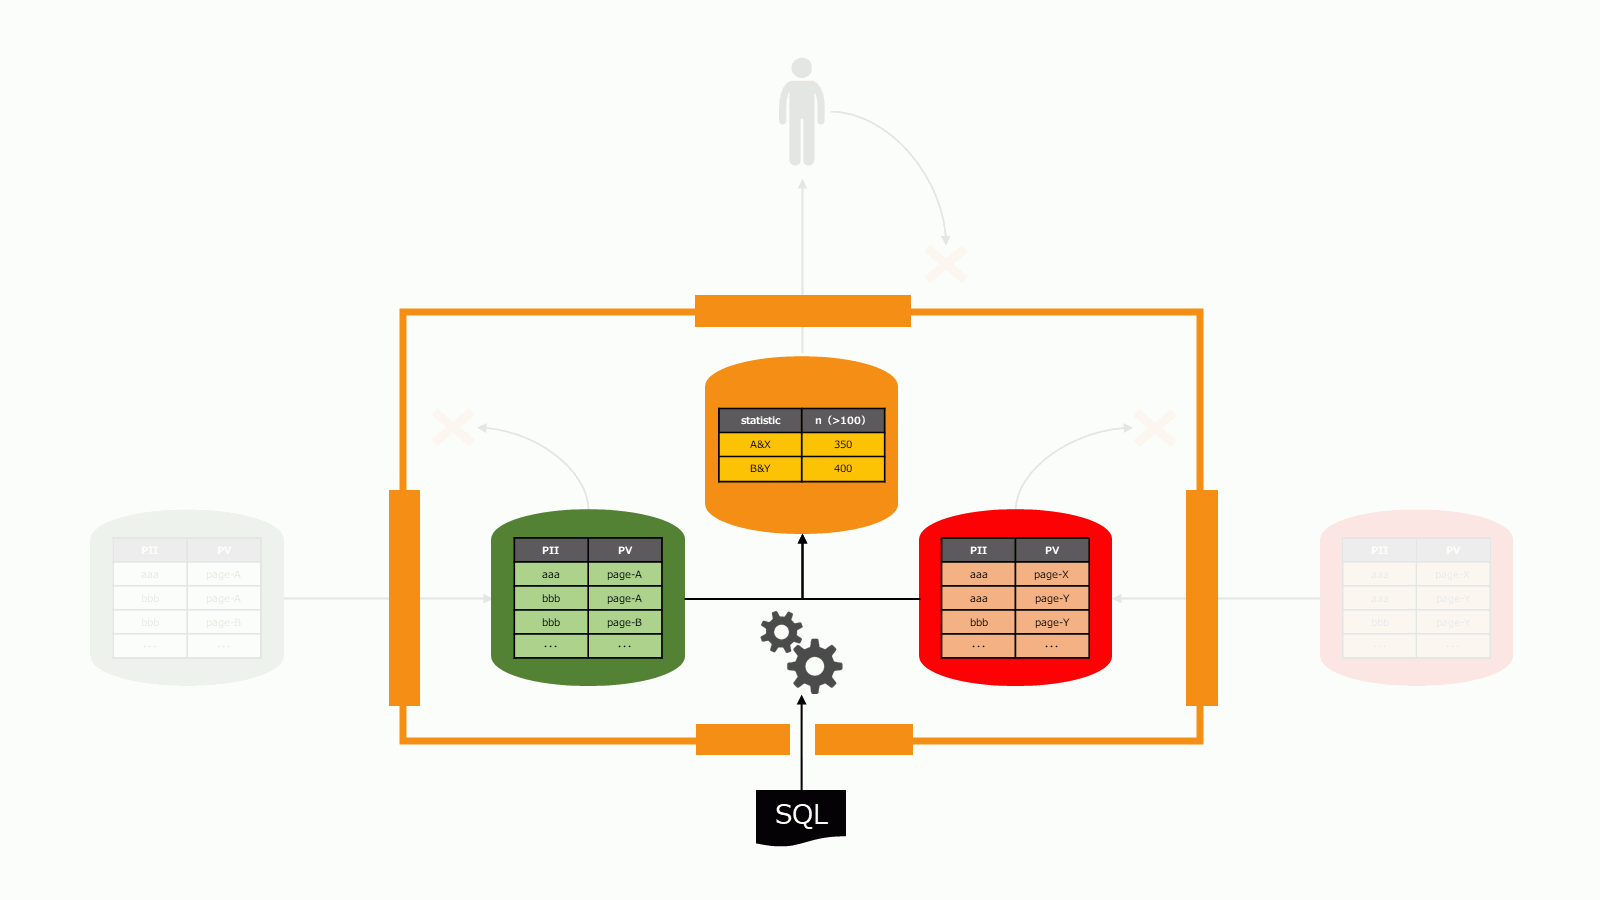 statistic n（>100）
A&X 350
B&Y 400
PII PV
aaa page-A
bbb page-A
bbb page-B
... ...
PII PV
aaa page-A
bbb page-A
bbb page-B
... ...
PII PV
aaa page-X
aaa page-Y
bbb page-Y
... ...
PII PV
aaa page-X
aaa page-Y
bbb page-Y
... ...
SQL